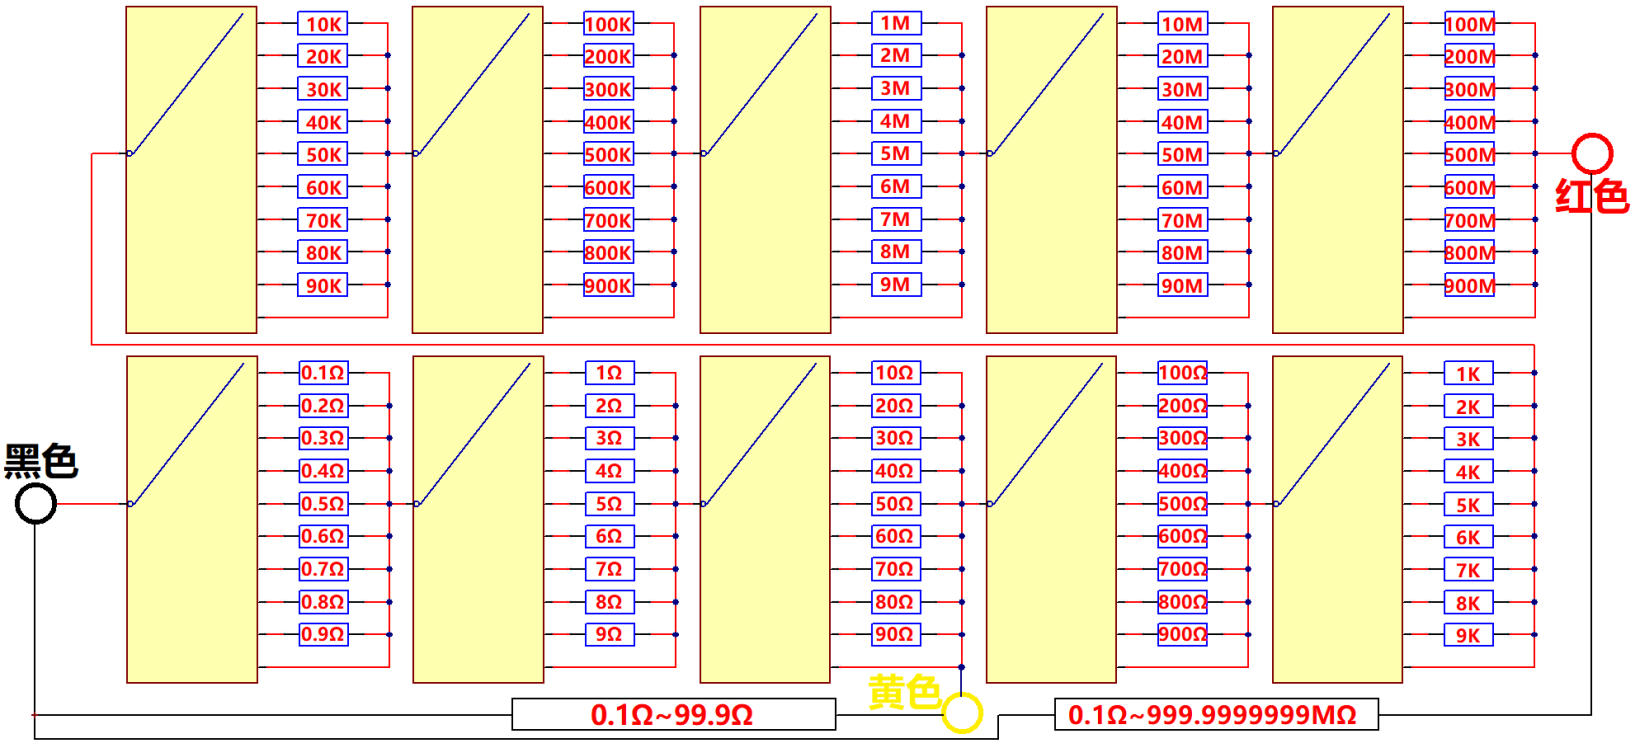 10K 100K 1M 10M 100M
20K 200K 2M 20M 200M
30K 300K 3M 30M 300M
40K 400K 4M 40M 400M
50K 500K 5M 50M 500M
60K 600K 6M 60M 600M
红色
70K 700K 7M 70M 700M
80K 800K 8M 80M 800M
90K 900K 9M 90M 900M
0.1Ω 1Ω 10Ω 100Ω 1K
0.2Ω 2Ω 20Ω 200Ω 2K
0.3Ω 3Ω 30Ω 300Ω 3K
黑色
0.4Ω 4Ω 40Ω 400Ω 4K
0.5Ω 5Ω 50Ω 500Ω 5K
0.6Ω 6Ω 60Ω 600Ω 6K
0.7Ω 7Ω 70Ω 700Ω 7K
0.8Ω 8Ω 80Ω 800Ω 8K
0.9Ω 9Ω 90Ω 900Ω 9K
黄色
0.1Ω~99.9Ω 0.1Ω~999.9999999MΩ